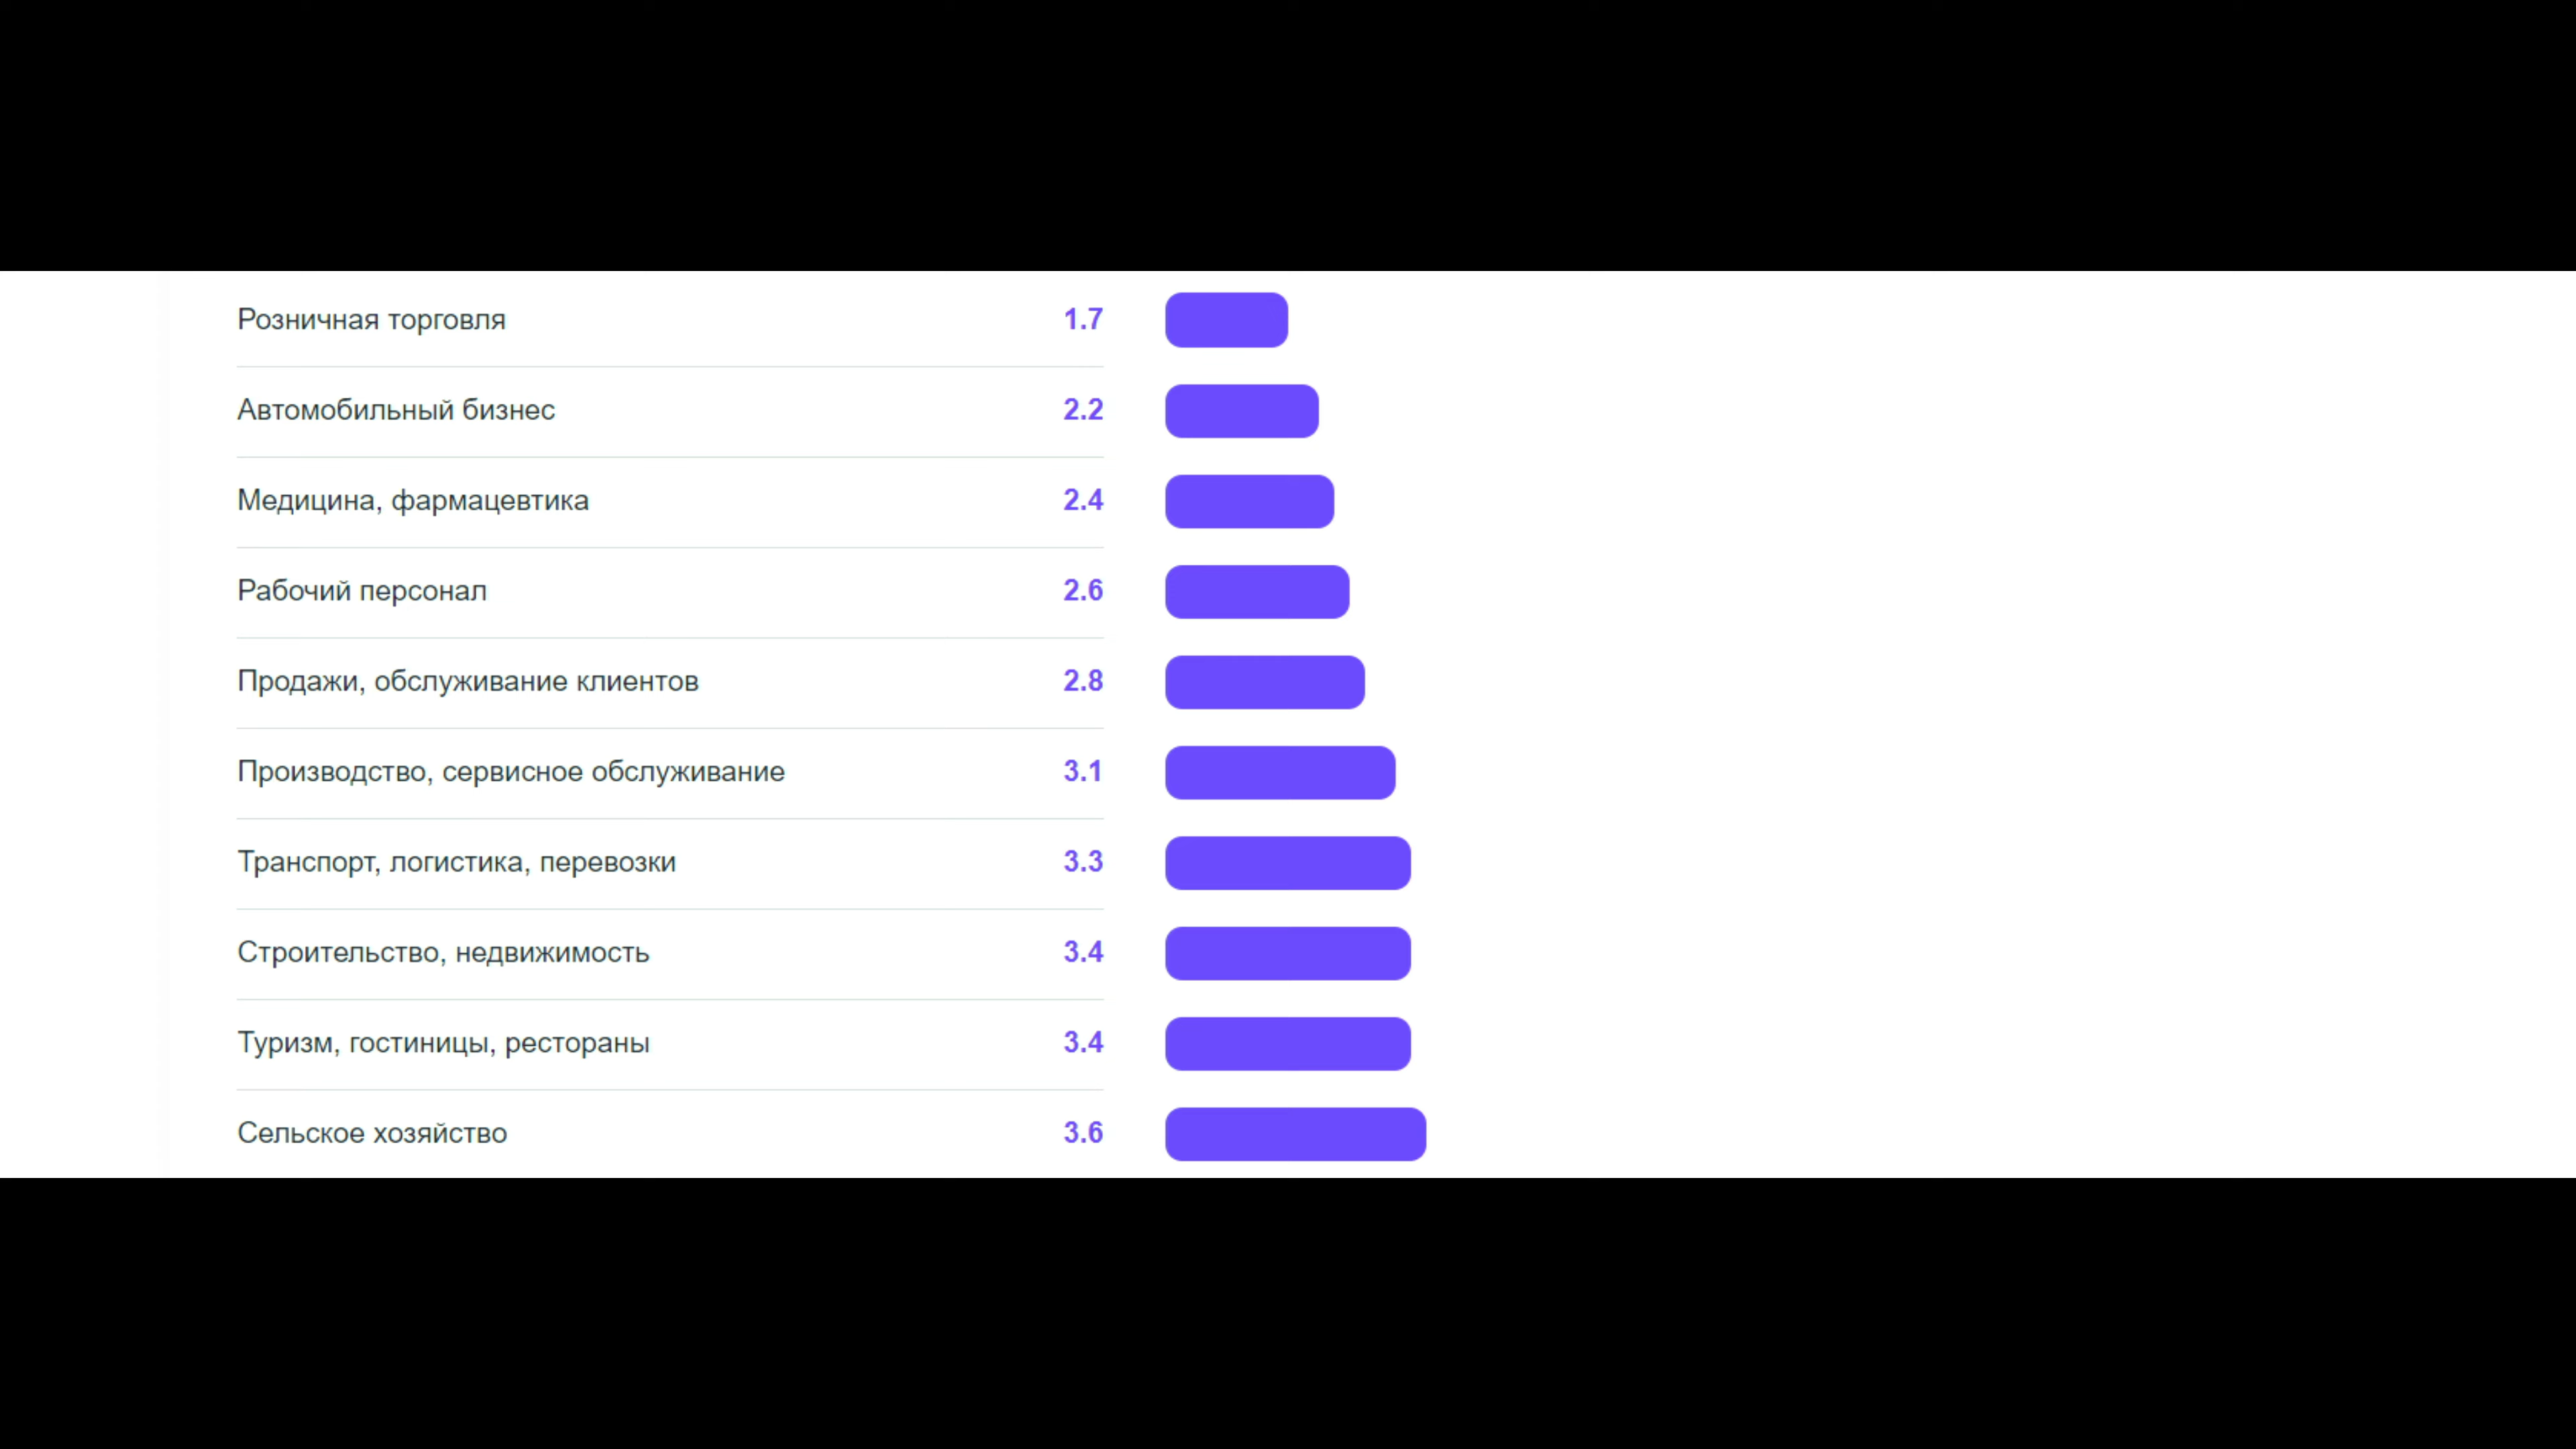 Розничная торговля 1.7
Автомобильный бизнес 2.2
Медицина, фармацевтика 2.4
Рабочий персонал 2.6
Продажи, обслуживание клиентов 2.8
Производство, сервисное обслуживание 3.1
Транспорт, логистика, перевозки 3.3
Строительство, недвижимость 3.4
Туризм, гостиницы, рестораны 3.4
Сельское хозяйство 3.6